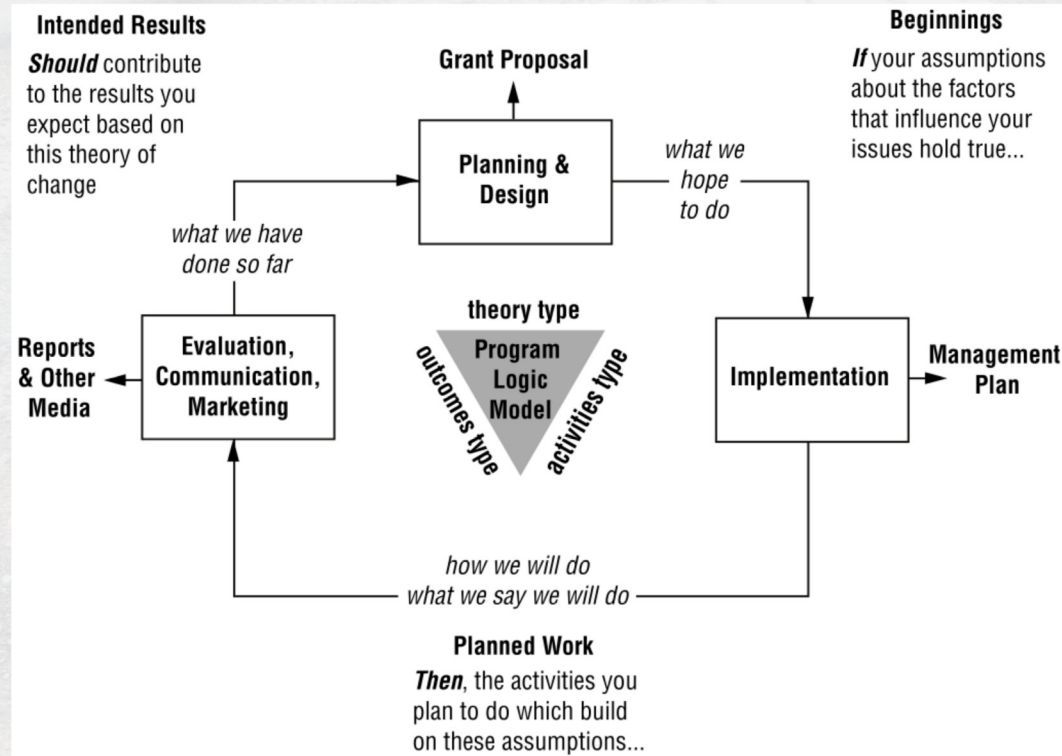 Intended Results
Should contribute
to the results you
expect based on
this theory of
change
Beginnings
If your assumptions
about the factors
that influence your
issues hold true...
Grant Proposal
Planning &
Design
what we
hope
to do
what we have
done so far
theory type
Program
Logic
Model
outcomes type
activities type
Reports
& Other
Media
Evaluation,
Communication,
Marketing
Implementation
Management
Plan
how we will do
what we say we will do
Planned Work
Then, the activities you
plan to do which build
on these assumptions...